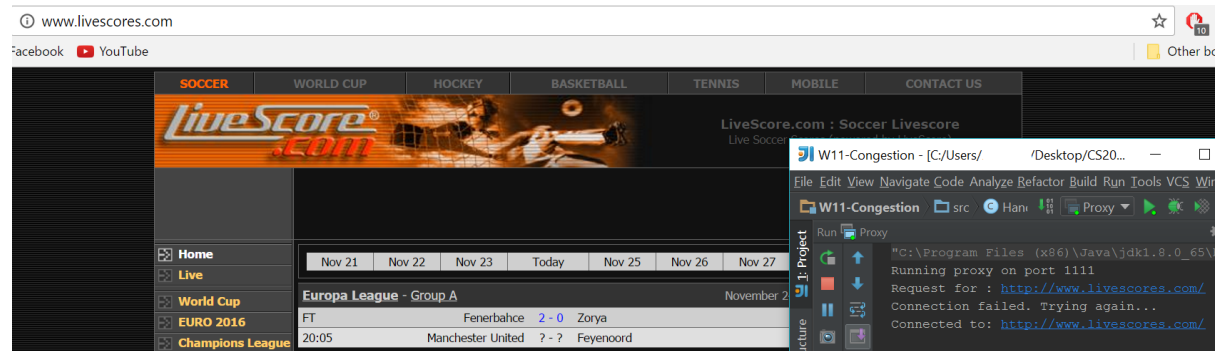 www.livescores.com
10
Facebook YouTube
SOCCER WORLD CUP HOCKEY BASKETBALL TENNIS MOBILE CONTACT US
LiveScore®
.com
LiveScore.com : Soccer Livescore
Live Soccer
Home
Live
World Cup
EURO 2016
Champions League
Nov 21 Nov 22 Nov 23 Today Nov 25 Nov 26 Nov 27
Europa League - Group A November 2
FT Fenerbahce 2 - 0 Zorya
20:05 Manchester United ? - ? Feyenoord
W11-Congestion - [C:/Users/ /Desktop/CS20...
File Edit View Navigate Code Analyze Refactor Build Run Tools VCS
W11-Congestion src Proxy
Run Proxy
1: Project
"C:\Program Files (x86)\Java\jdk1.8.0_65\
Running proxy on port 1111
Request for : http://www.livescores.com/
Connection failed. Trying again...
Connected to: http://www.livescores.com/